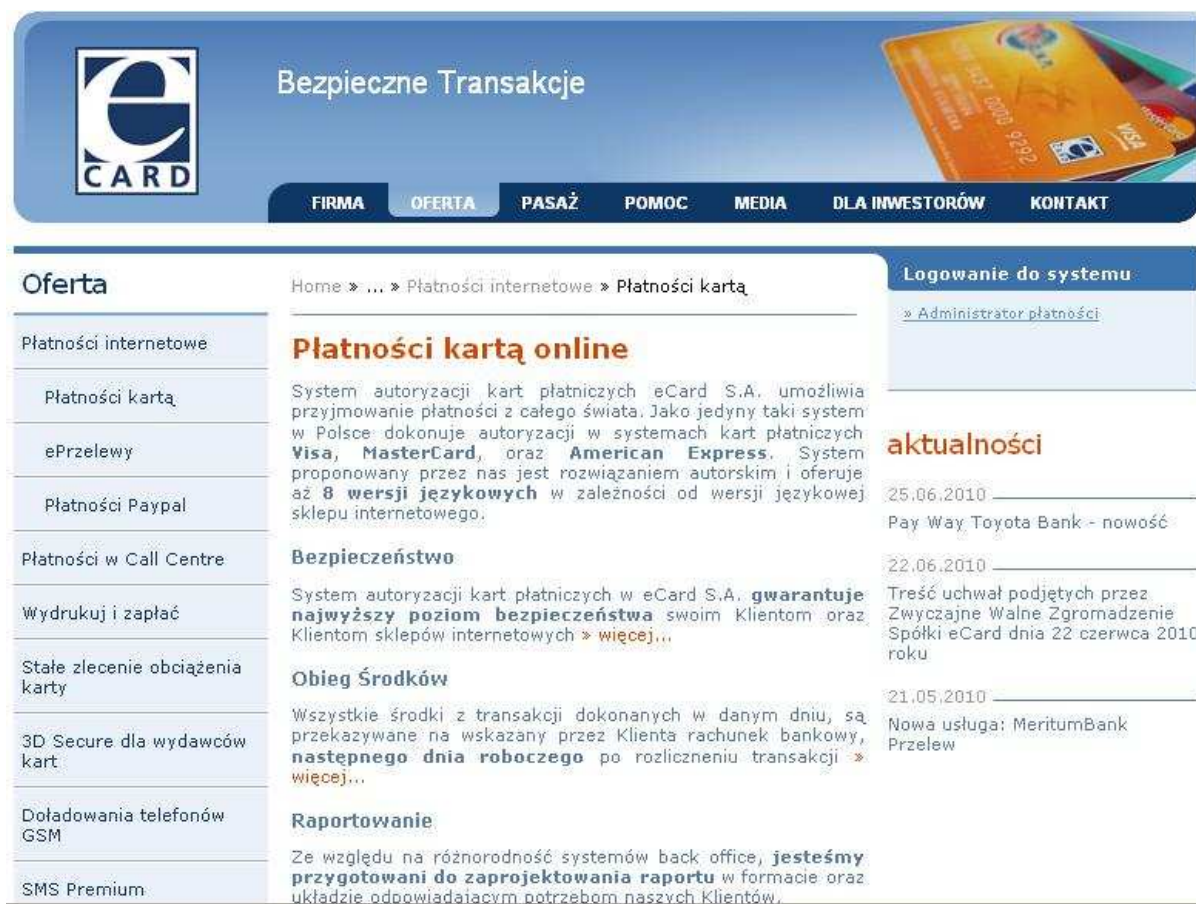 e
CARD
Bezpieczne Transakcje
VISA
FIRMA OFERTA PASAŻ POMOC MEDIA DLA INWESTORÓW KONTAKT
Oferta
Płatności internetowe
Płatności kartą
ePrzelewy
Płatności Paypal
Płatności w Call Centre
Wydrukuj i zapłać
Stałe zlecenie obciążenia
karty
3D Secure dla wydawców
kart
Doładowania telefonów
GSM
SMS Premium
Home » ... » Płatności internetowe » Płatności kartą
Płatności kartą online
System autoryzacji kart płatniczych eCard S.A. umożliwia
przyjmowanie płatności z całego świata. Jako jedyny taki system
w Polsce dokonuje autoryzacji w systemach kart płatniczych
Visa, MasterCard, oraz American Express. System
proponowany przez nas jest rozwiązaniem autorskim i oferuje
aż 8 wersji językowych w zależności od wersji językowej
sklepu internetowego.
Bezpieczeństwo
System autoryzacji kart płatniczych w eCard S.A. gwarantuje
najwyższy poziom bezpieczeństwa swoim Klientom oraz
Klientom sklepów internetowych » więcej...
Obieg Środków
Wszystkie środki z transakcji dokonanych w danym dniu, są
przekazywane na wskazany przez Klienta rachunek bankowy,
następnego dnia roboczego po rozliczneniu transakcji »
więcej...
Raportowanie
Ze względu na różnorodność systemów back office, jesteśmy
przygotowani do zaprojektowania raportu w formacie oraz
układzie odpowiadającym potrzebom naszych Klientów.
Logowanie do systemu
» Administrator płatności
aktualności
25.06.2010
Pay Way Toyota Bank - nowość
22.06.2010
Treść uchwał podjętych przez
Zwyczajne Walne Zgromadzenie
Spółki eCard dnia 22 czerwca 2010
roku
21.05.2010
Nowa usługa: MeritumBank
Przelew